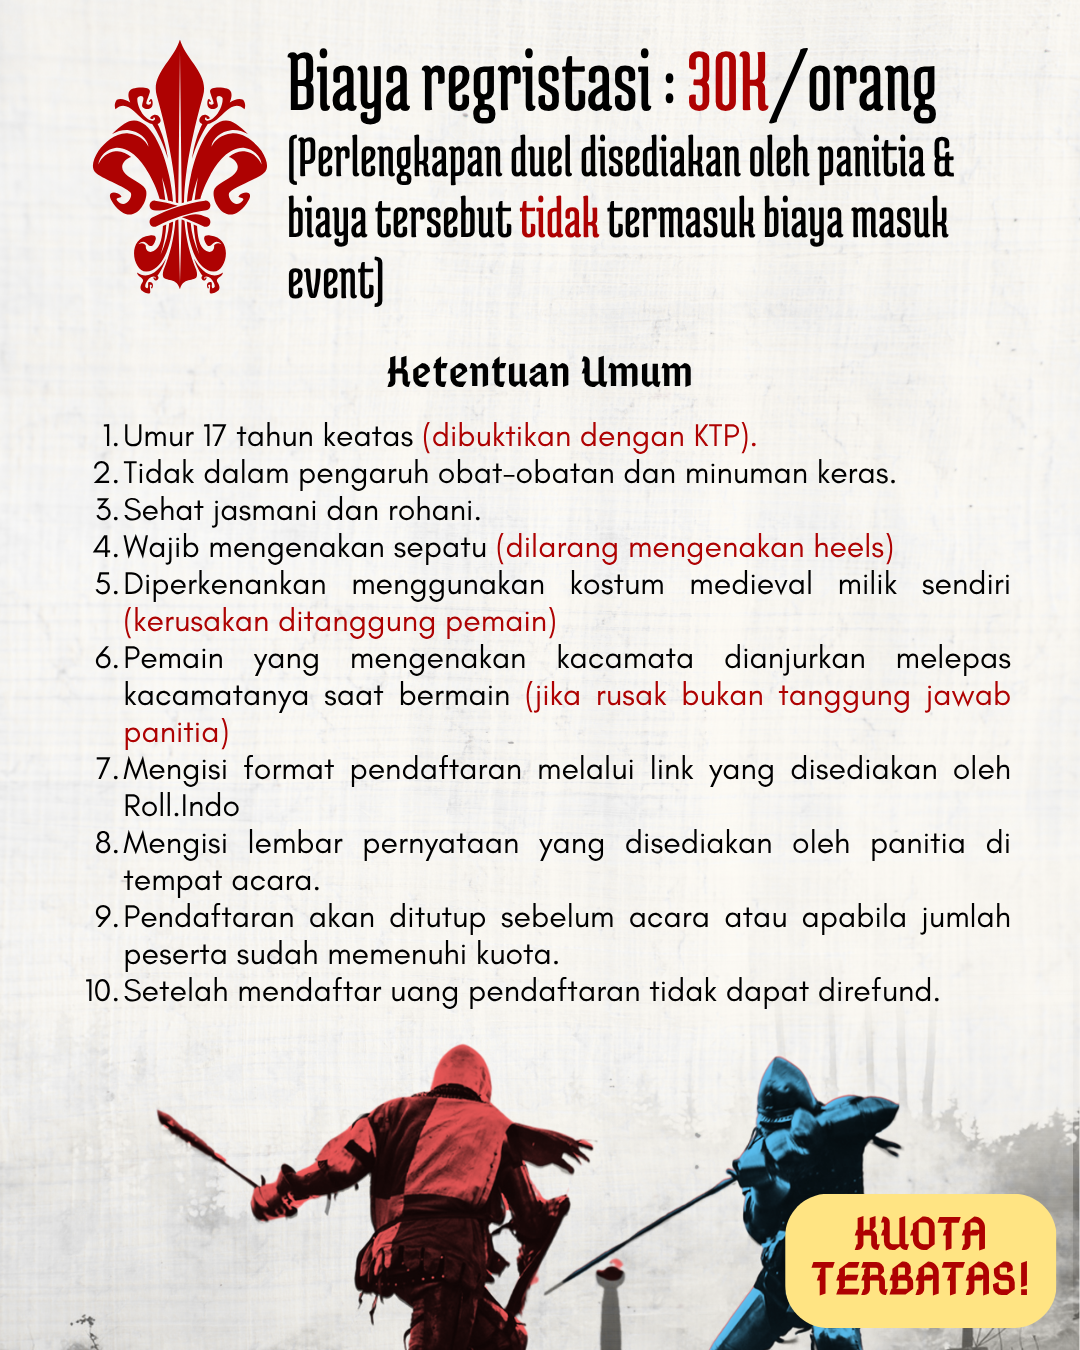 Biaya regristasi : 30K/orang
(Perlengkapan duel disediakan oleh panitia &
biaya tersebut tidak termasuk biaya masuk
event)
Ketentuan Umum
1. Umur 17 tahun keatas (dibuktikan dengan KTP).
2. Tidak dalam pengaruh obat-obatan dan minuman keras.
3. Sehat jasmani dan rohani.
4. Wajib mengenakan sepatu (dilarang mengenakan heels)
5. Diperkenankan menggunakan kostum medieval milik sendiri
(kerusakan ditanggung pemain)
6. Pemain yang mengenakan kacamata dianjurkan melepas
kacamatanya saat bermain (jika rusak bukan tanggung jawab
panitia)
7. Mengisi format pendaftaran melalui link yang disediakan oleh
Roll.Indo
8. Mengisi lembar pernyataan yang disediakan oleh panitia di
tempat acara.
9. Pendaftaran akan ditutup sebelum acara atau apabila jumlah
peserta sudah memenuhi kuota.
10. Setelah mendaftar uang pendaftaran tidak dapat direfund.
KUOTA
TERBATAS!